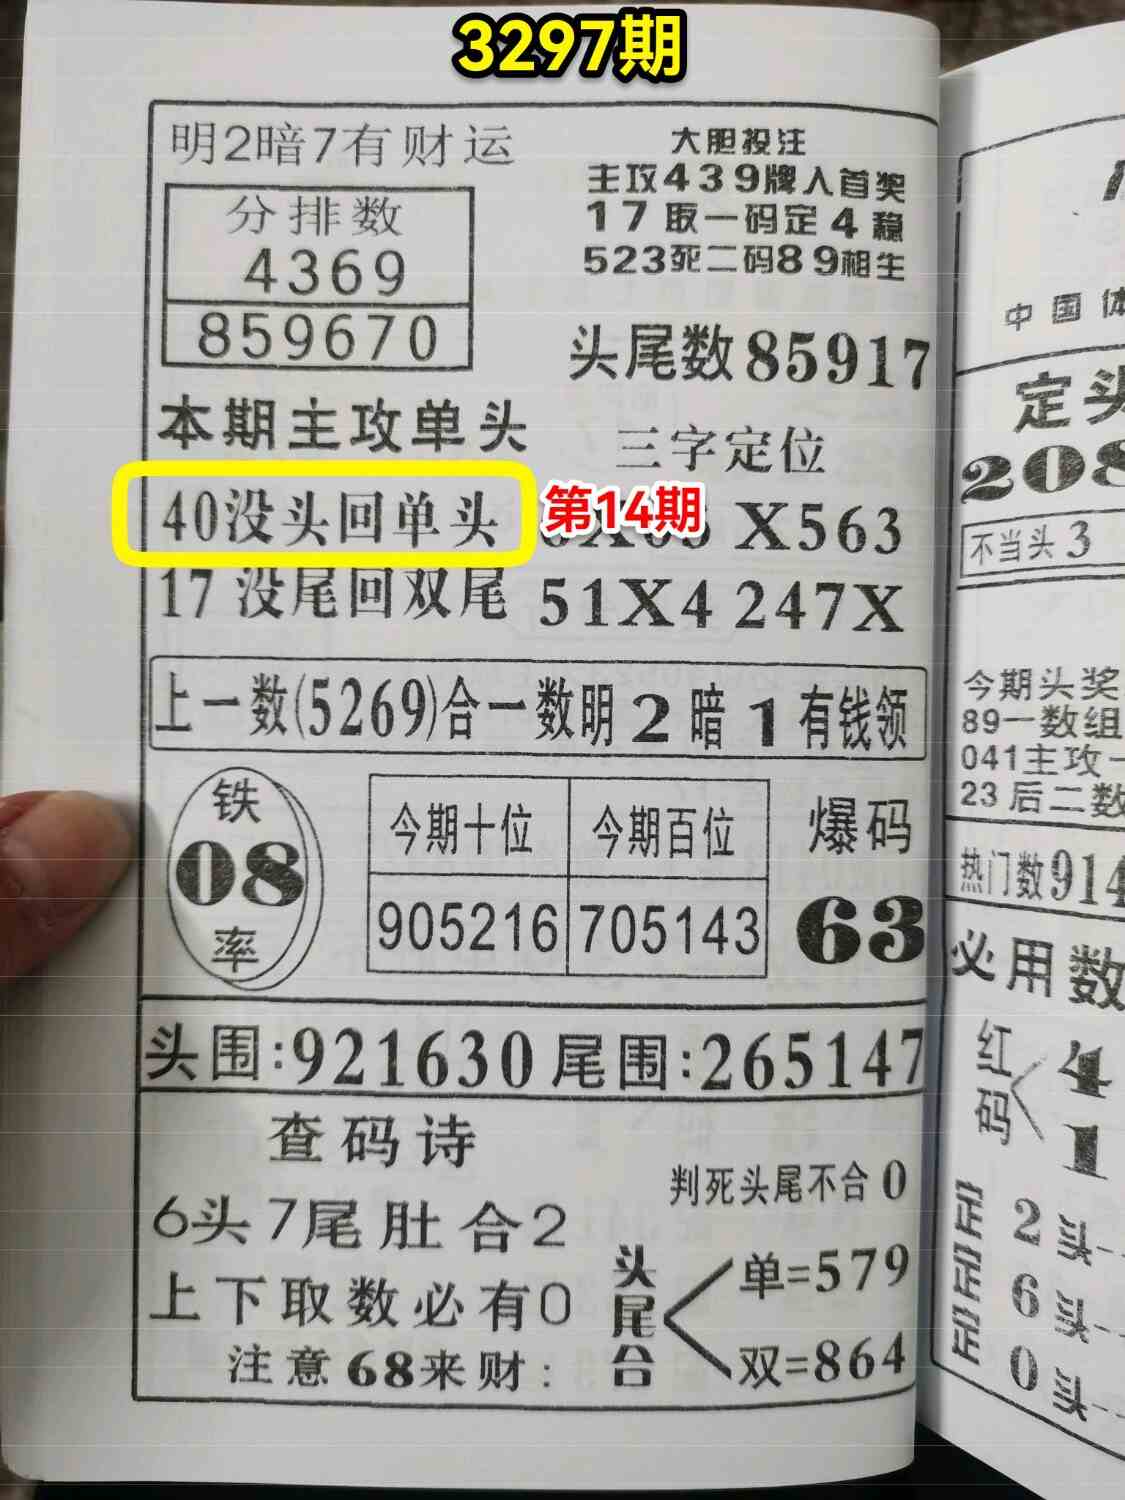 3297期
明2暗7有财运
分排数
4369
859670
大胆投注
主攻439牌入首奖
17取一码定4稳
523死二码89相生
头尾数85917
本期主攻单头
三字定位
40没头回单头
第14期
X563
17没尾回双尾
51X4 247X
上一数(5269)合一数明2暗1有钱领
铁
08
率
今期十位 今期百位
905216 705143
爆码
63
头围:921630 尾围:265147
查码诗
6头7尾肚合2
上下取数必有0
注意68来财:
判死头尾不合0
头尾合
单=579
双=864
中国体
定头
208
不当头3
今期头奖
89一数组
041主攻一
23后二数
热门数914
必用数
红码
4
1
定定定
2头
6头
0头